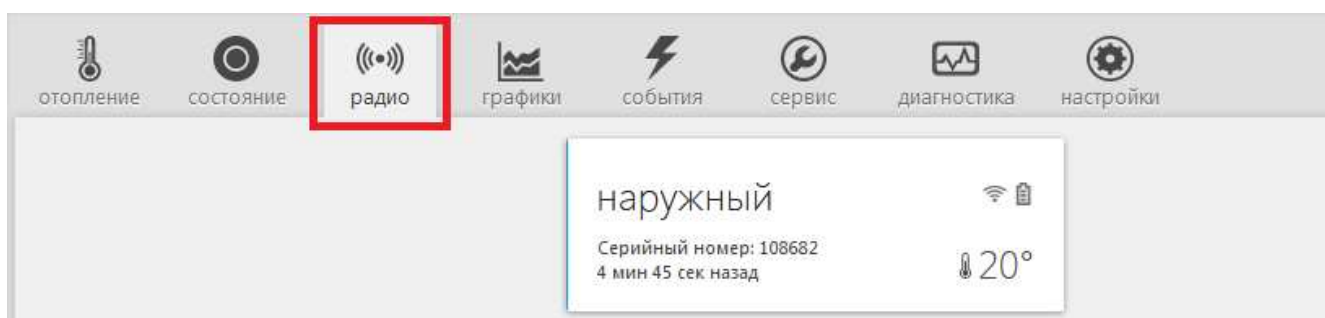 отопление состояние радио графики события сервис диагностика настройки
наружный
Серийный номер: 108682
4 мин 45 сек назад
20°